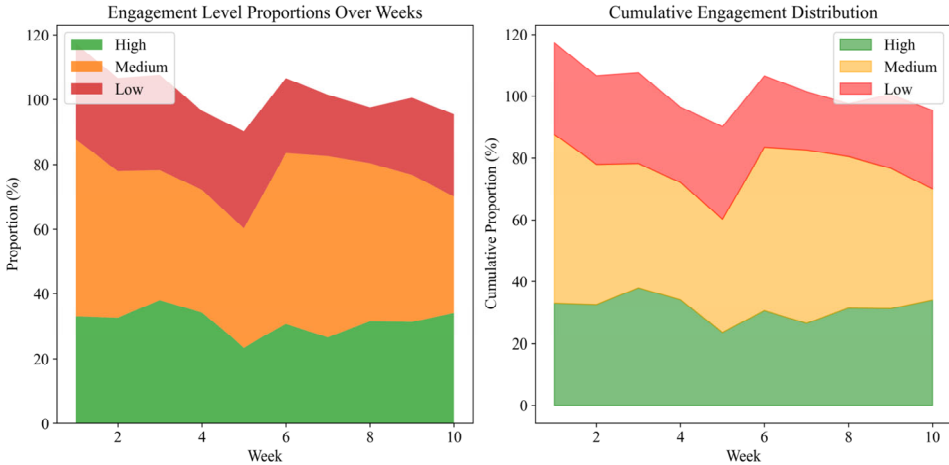 Engagement Level Proportions Over Weeks
120
100
80
60
40
20
0
Proportion (%)
High
Medium
Low
2
4
6
8
10
Week
Cumulative Engagement Distribution
120
100
80
60
40
20
0
Cumulative Proportion (%)
High
Medium
Low
2
4
6
8
10
Week